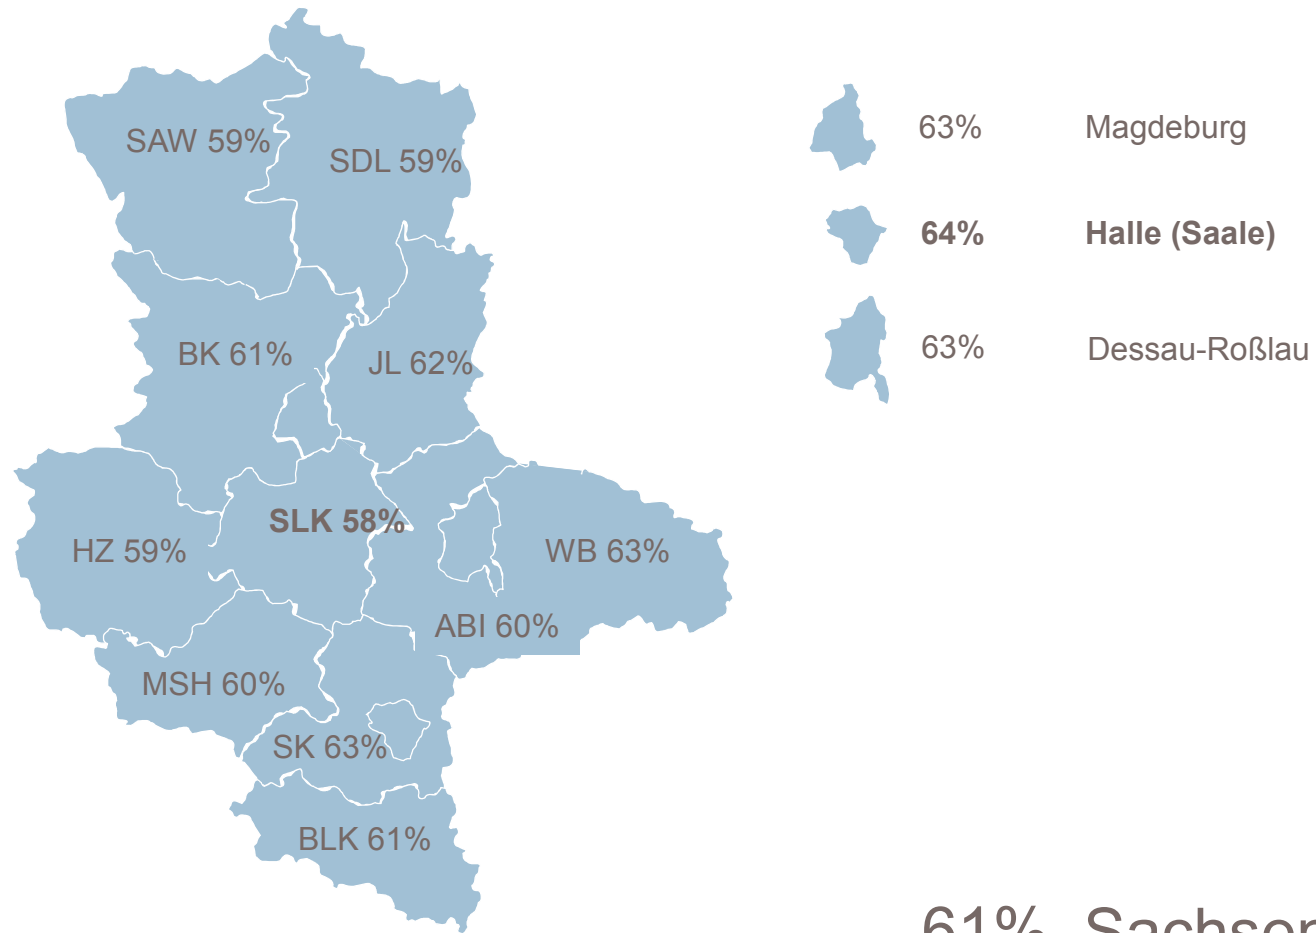 SAW 59%
SDL 59%
BK 61%
JL 62%
SLK 58%
HZ 59%
WB 63%
ABI 60%
MSH 60%
SK 63%
BLK 61%
63% Magdeburg
64% Halle (Saale)
63% Dessau-Roßlau
61%